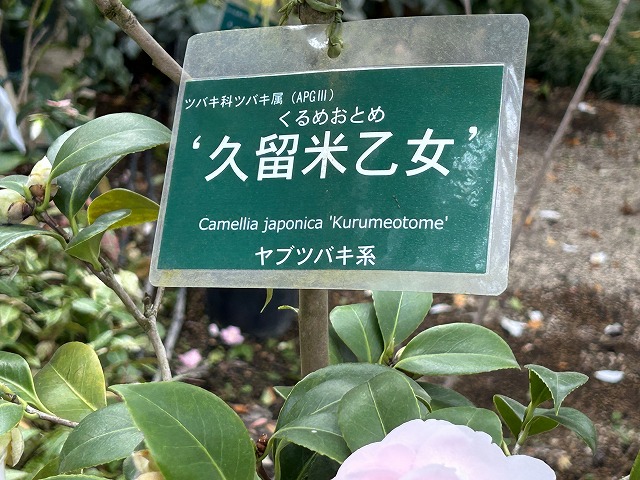 ツバキ科ツバキ属（APGⅢ）
くるめおとめ
‘久留米乙女’
Camellia japonica 'Kurumeotome'
ヤブツバキ系